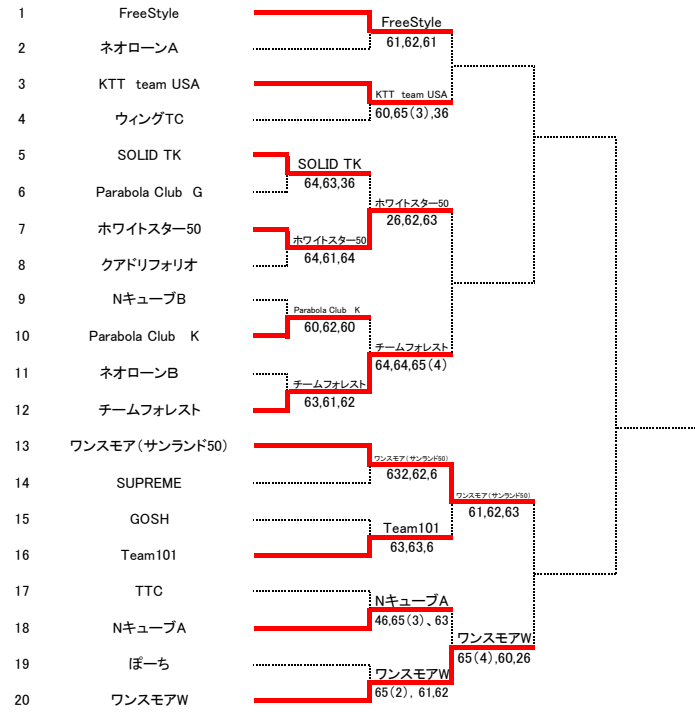 1 FreeStyle
FreeStyle
61,62,61
2 ネオローンA
3 KTT team USA
KTT team USA
60,65(3),36
4 ウィングTC
5 SOLID TK
SOLID TK
64,63,36
6 Parabola Club G
ホワイトスター50
26,62,63
7 ホワイトスター50
ホワイトスター50
64,61,64
8 クアドリフォリオ
9 NキューブB
Parabola Club K
60,62,60
10 Parabola Club K
チームフォレスト
64,64,65(4)
11 ネオローンB
チームフォレスト
63,61,62
12 チームフォレスト
13 ワンスモア(サンランド50)
ワンスモア(サンランド50)
632,62,6
14 SUPREME
ワンスモア(サンランド50)
61,62,63
15 GOSH
Team101
63,63,6
16 Team101
17 TTC
NキューブA
46,65(3)、63
18 NキューブA
ワンスモアW
65(4),60,26
19 ぽーち
ワンスモアW
65(2), 61,62
20 ワンスモアW